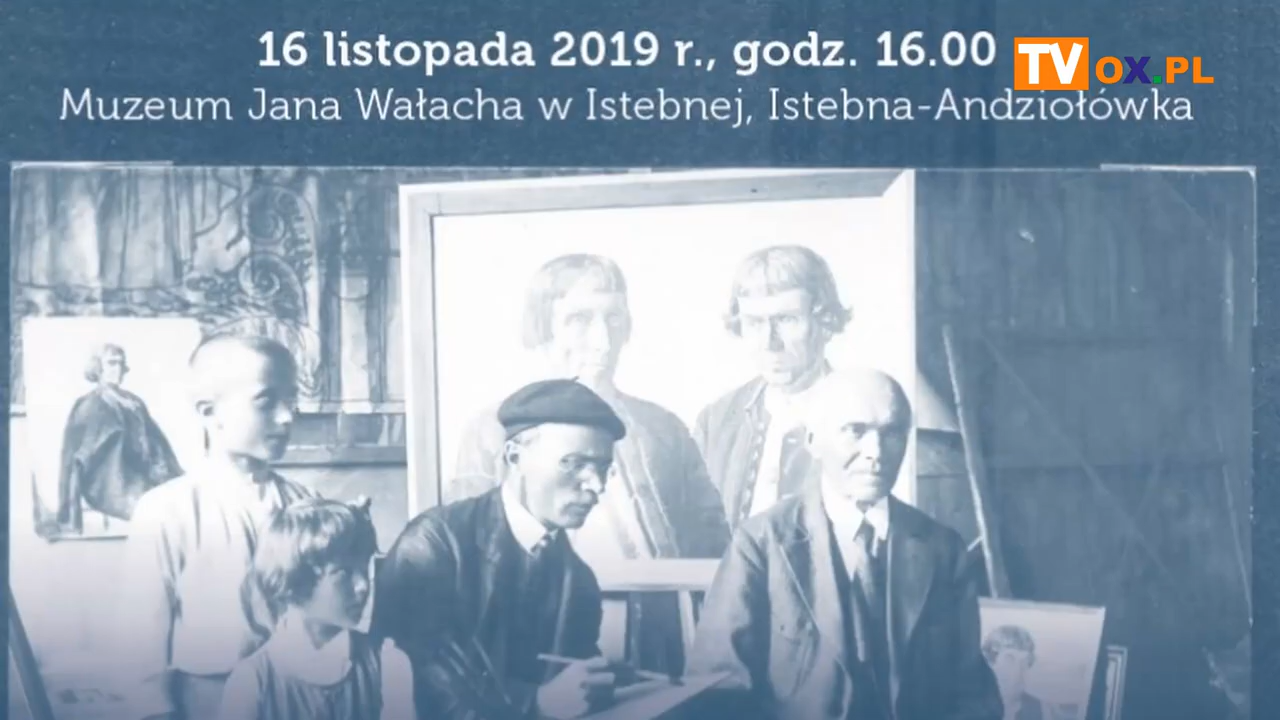 16 listopada 2019 r., godz. 16.00
TVOX.PL
Muzeum Jana Wałacha w Istebnej, Istebna-Andziołówka